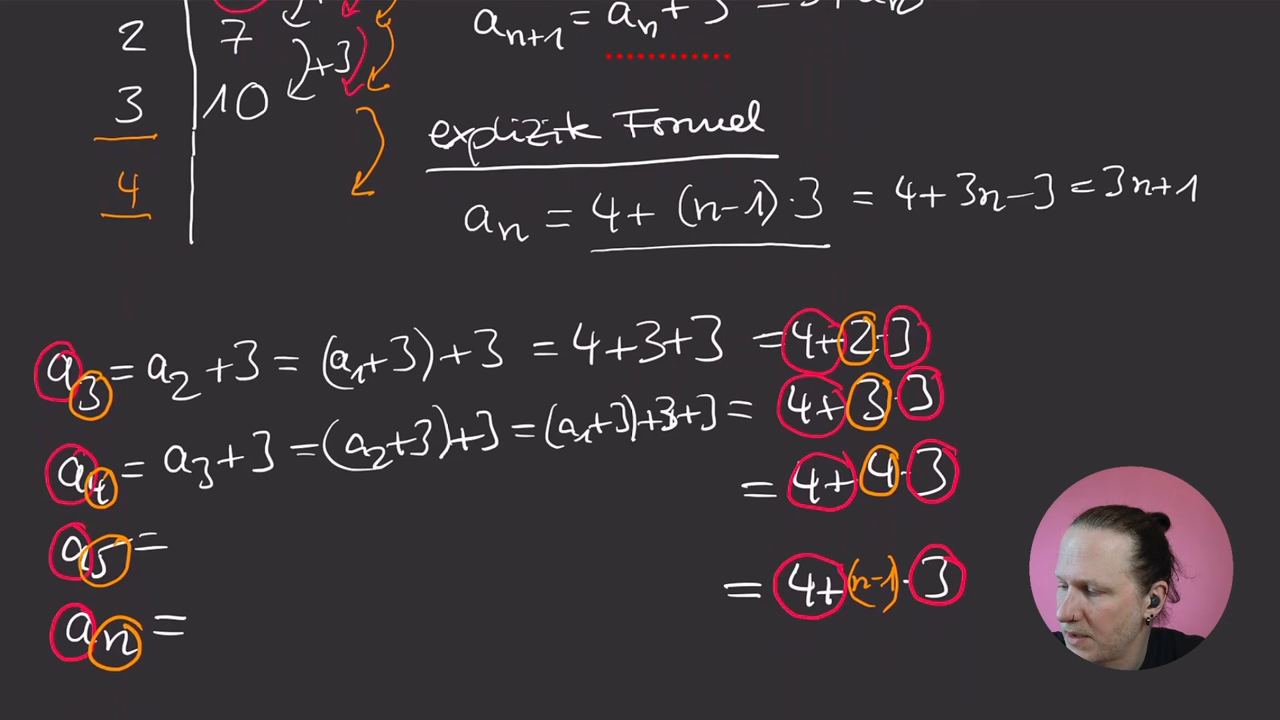 2 7
a_{n+1} = a_n + 3
+3
3 10
explizik Formel
4
a_n = 4 + (n-1)·3 = 4+3n-3 = 3n+1
a_3 = a_2 + 3 = (a_1+3)+3 = 4+3+3 = 4+2·3
a_4 = a_3 + 3 = (a_2+3)+3 = (a_1+3)+3+3 = 4+3·3
a_5 = = 4+4·3
a_n = = 4+(n-1)·3